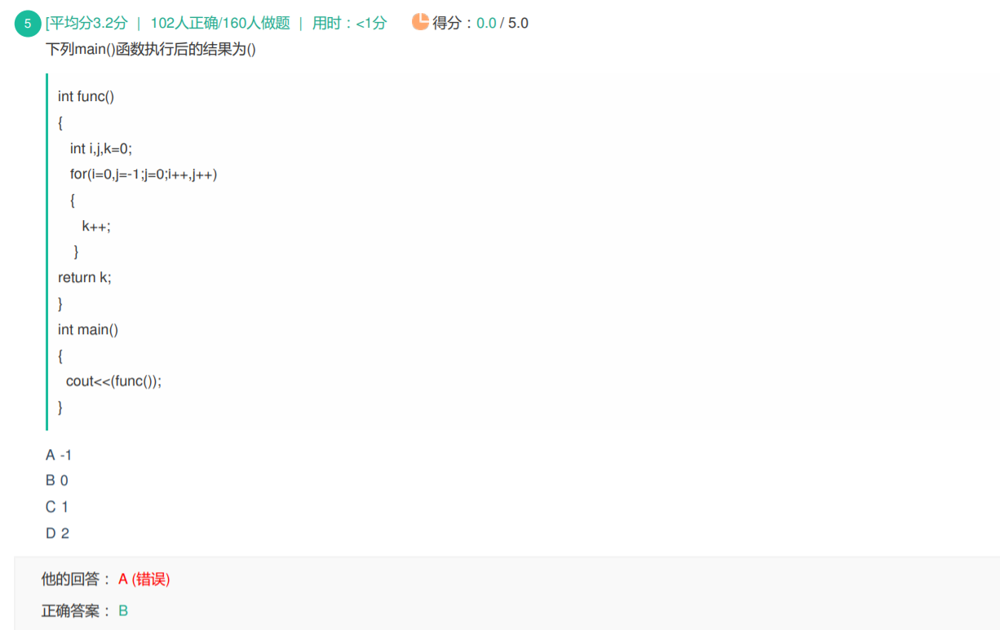 5 [平均分3.2分 | 102人正确/160人做题 | 用时：<1分 得分：0.0 / 5.0
下列main()函数执行后的结果为()
int func()
{
int i,j,k=0;
for(i=0,j=-1;j=0;i++,j++)
{
k++;
}
return k;
}
int main()
{
cout<<(func());
}
A -1
B 0
C 1
D 2
他的回答： A (错误)
正确答案： B